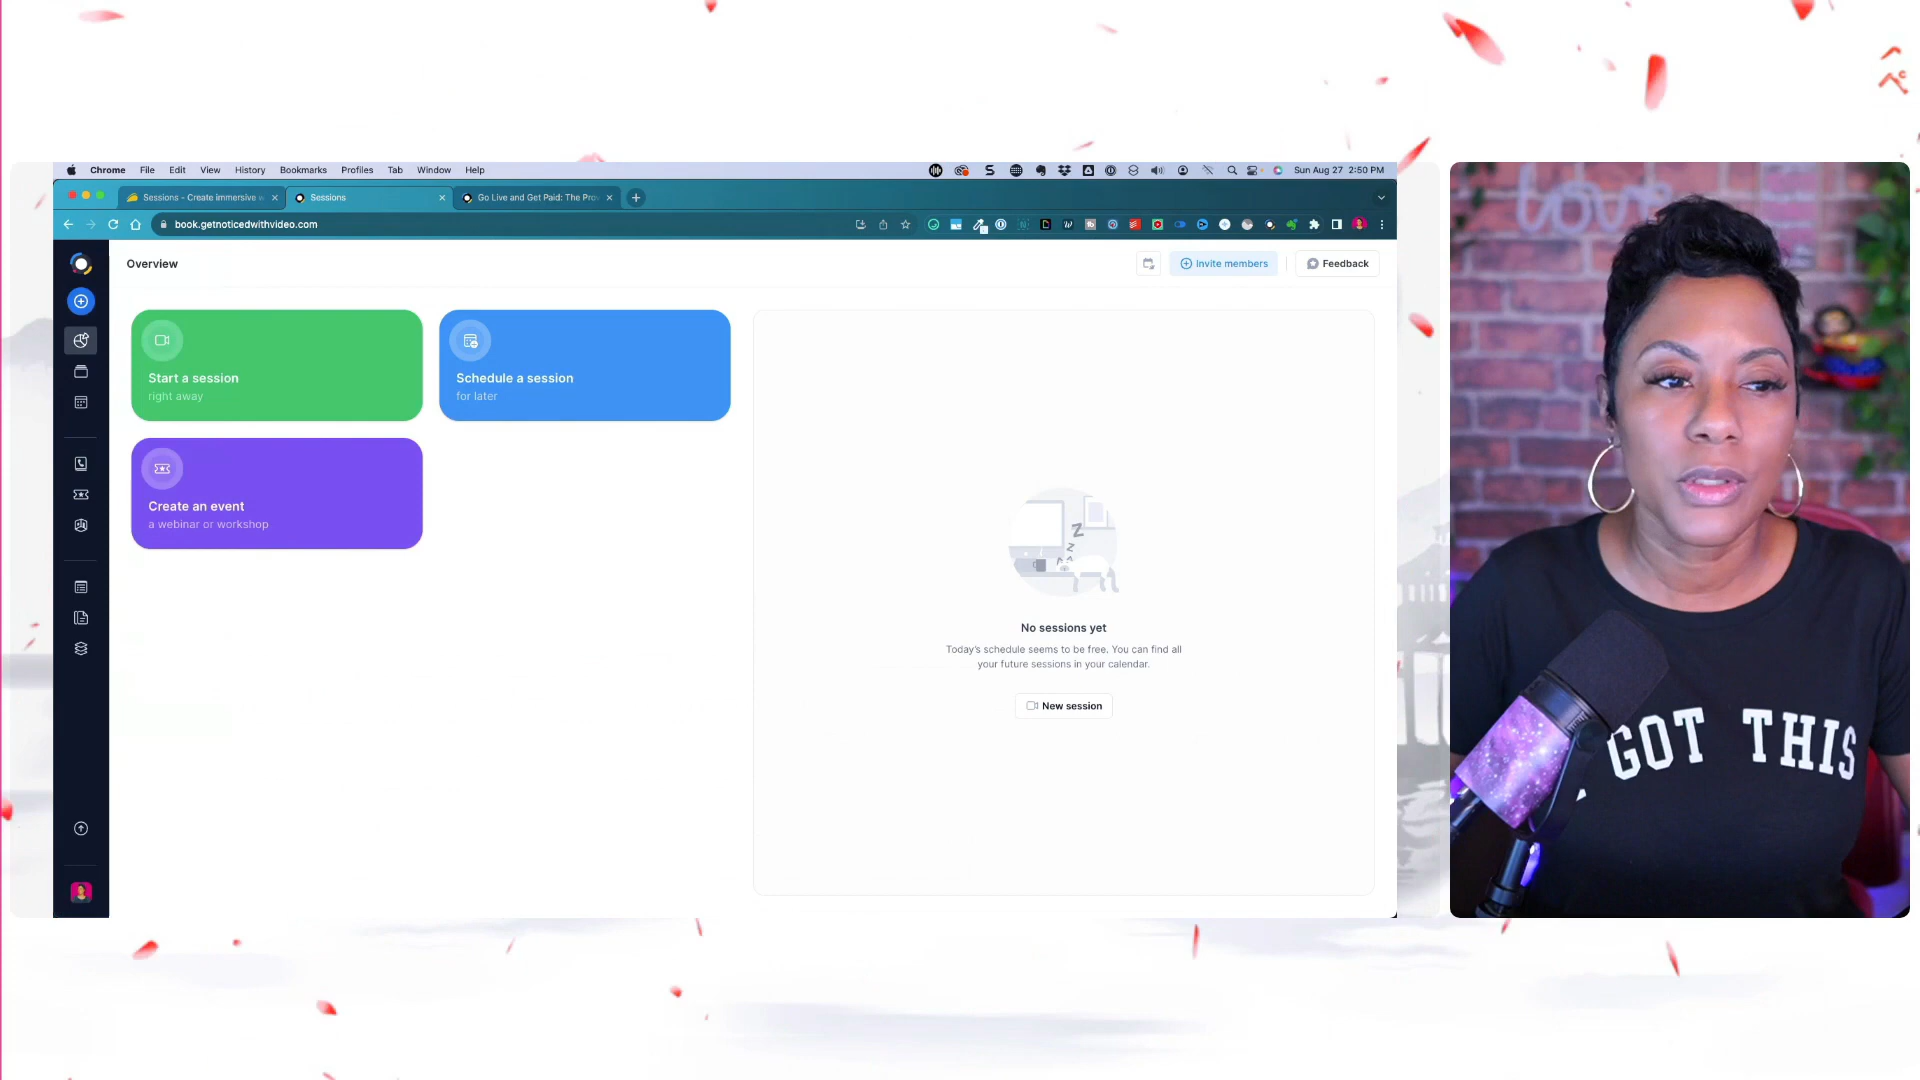 Chrome File Edit View History Bookmarks Profiles Tab Window Help Sun Aug 27 2:50 PM
Sessions - Create immersive Sessions Go Live and Get Paid: The Pro
book.getnoticedwithvideo.com
Overview Invite members Feedback
Start a session
right away
Schedule a session
for later
Create an event
a webinar or workshop
No sessions yet
Today's schedule seems to be free. You can find all
your future sessions in your calendar.
New session
GOT THIS